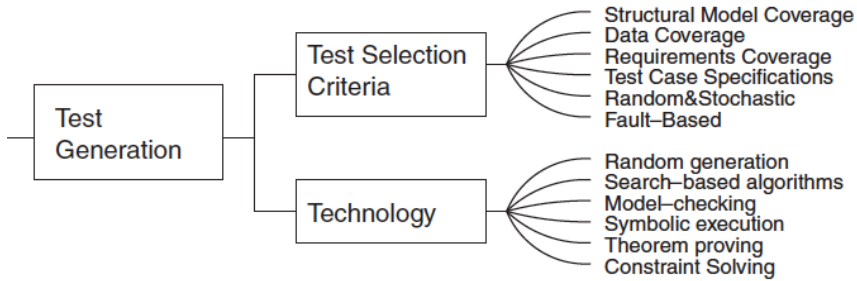 Test
Generation
Test Selection
Criteria
Structural Model Coverage
Data Coverage
Requirements Coverage
Test Case Specifications
Random&Stochastic
Fault–Based
Technology
Random generation
Search–based algorithms
Model–checking
Symbolic execution
Theorem proving
Constraint Solving